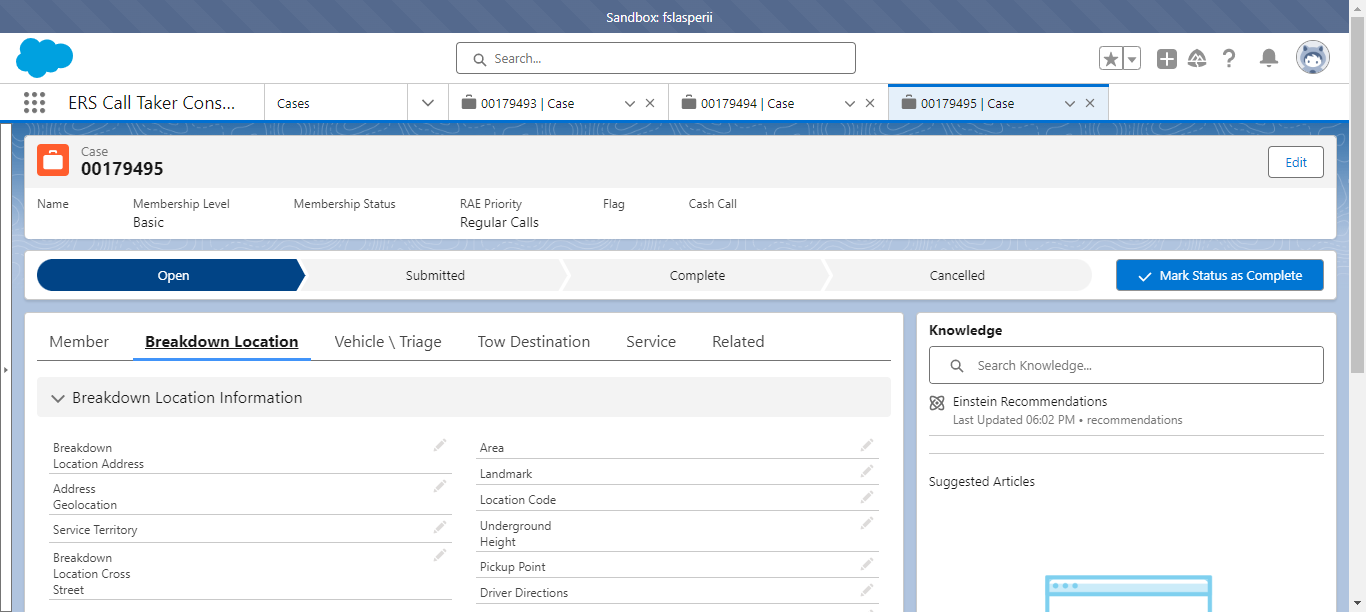 Sandbox: fslasperii
Search...
ERS Call Taker Cons...
Cases
00179493 | Case
00179494 | Case
00179495 | Case
Case
00179495
Edit
Name
Membership Level
Membership Status
RAE Priority
Flag
Cash Call
Basic
Regular Calls
Open
Submitted
Complete
Cancelled
Mark Status as Complete
Member
Breakdown Location
Vehicle \ Triage
Tow Destination
Service
Related
Breakdown Location Information
Breakdown
Location Address
Address
Geolocation
Service Territory
Breakdown
Location Cross
Street
Area
Landmark
Location Code
Underground
Height
Pickup Point
Driver Directions
Knowledge
Search Knowledge...
Einstein Recommendations
Last Updated 06:02 PM • recommendations
Suggested Articles